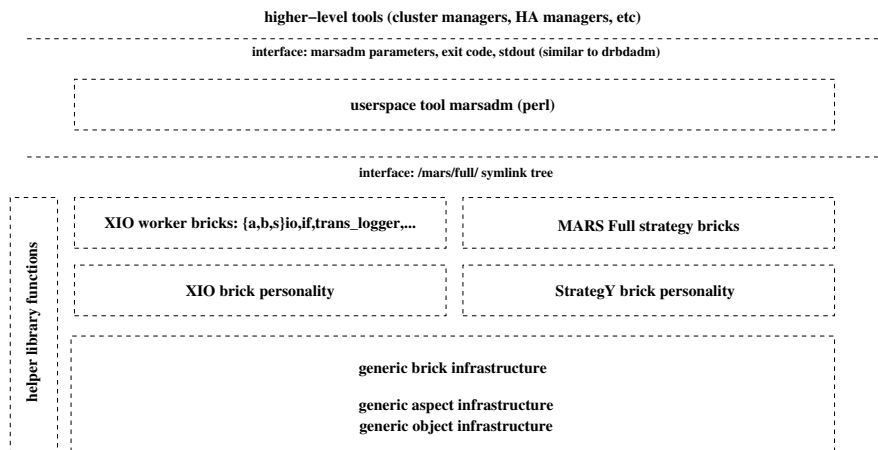 higher−level tools (cluster managers, HA managers, etc)
interface: marsadm parameters, exit code, stdout (similar to drbdadm)
userspace tool marsadm (perl)
interface: /mars/full/ symlink tree
helper library functions
XIO worker bricks: {a,b,s}io,if,trans_logger,...
MARS Full strategy bricks
XIO brick personality
StrategY brick personality
generic brick infrastructure
generic aspect infrastructure
generic object infrastructure